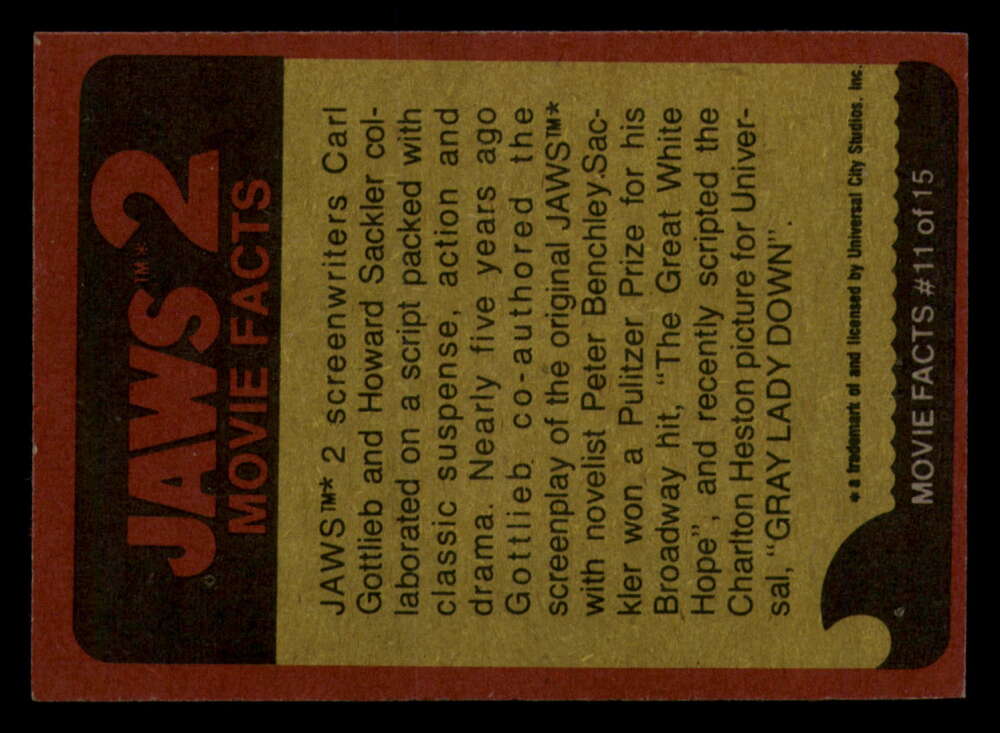 JAWS™* 2
MOVIE FACTS
JAWS™* 2 screenwriters Carl
Gottlieb and Howard Sackler col-
laborated on a script packed with
classic suspense, action and
drama. Nearly five years ago
Gottlieb co-authored the
screenplay of the original JAWS™*
with novelist Peter Benchley.Sac-
kler won a Pulitzer Prize for his
Broadway hit, "The Great White
Hope", and recently scripted the
Charlton Heston picture for Univer-
sal, "GRAY LADY DOWN".
* a trademark of and licensed by Universal City Studios, Inc.
MOVIE FACTS #11 of 15